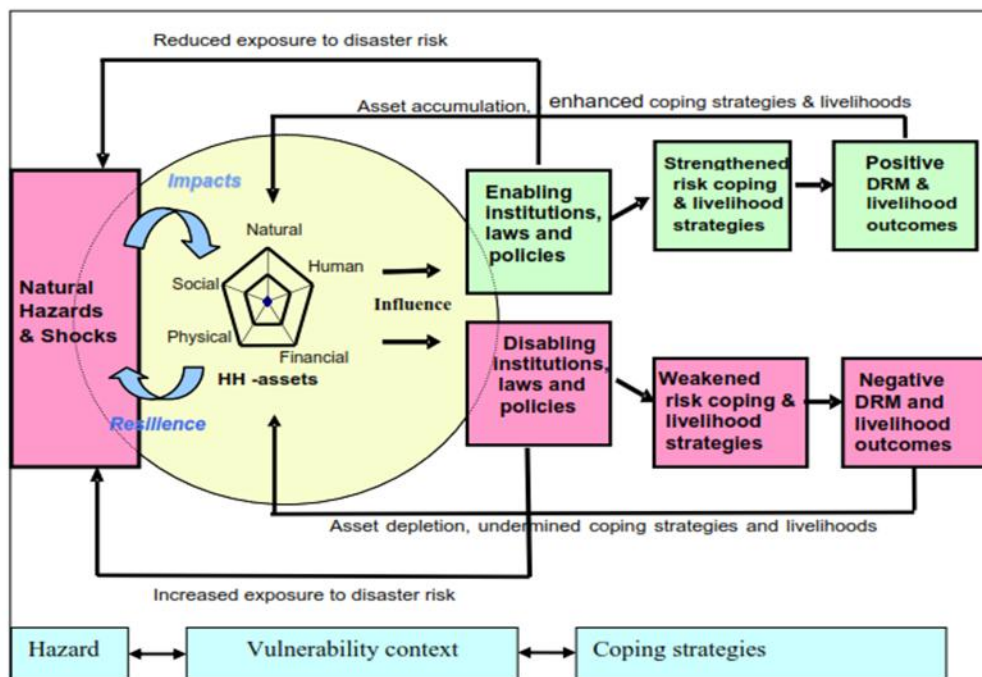 Reduced exposure to disaster risk
Asset accumulation, enhanced coping strategies & livelihoods
Impacts
Natural
Hazards
& Shocks
Natural
Human
Social
Physical
Financial
HH -assets
Resilience
Influence
Enabling
institutions,
laws and
policies
Strengthened
risk coping
& livelihood
strategies
Positive
DRM &
livelihood
outcomes
Disabling
institutions,
laws and
policies
Weakened
risk coping &
livelihood
strategies
Negative
DRM and
livelihood
outcomes
Asset depletion, undermined coping strategies and livelihoods
Increased exposure to disaster risk
Hazard
Vulnerability context
Coping strategies